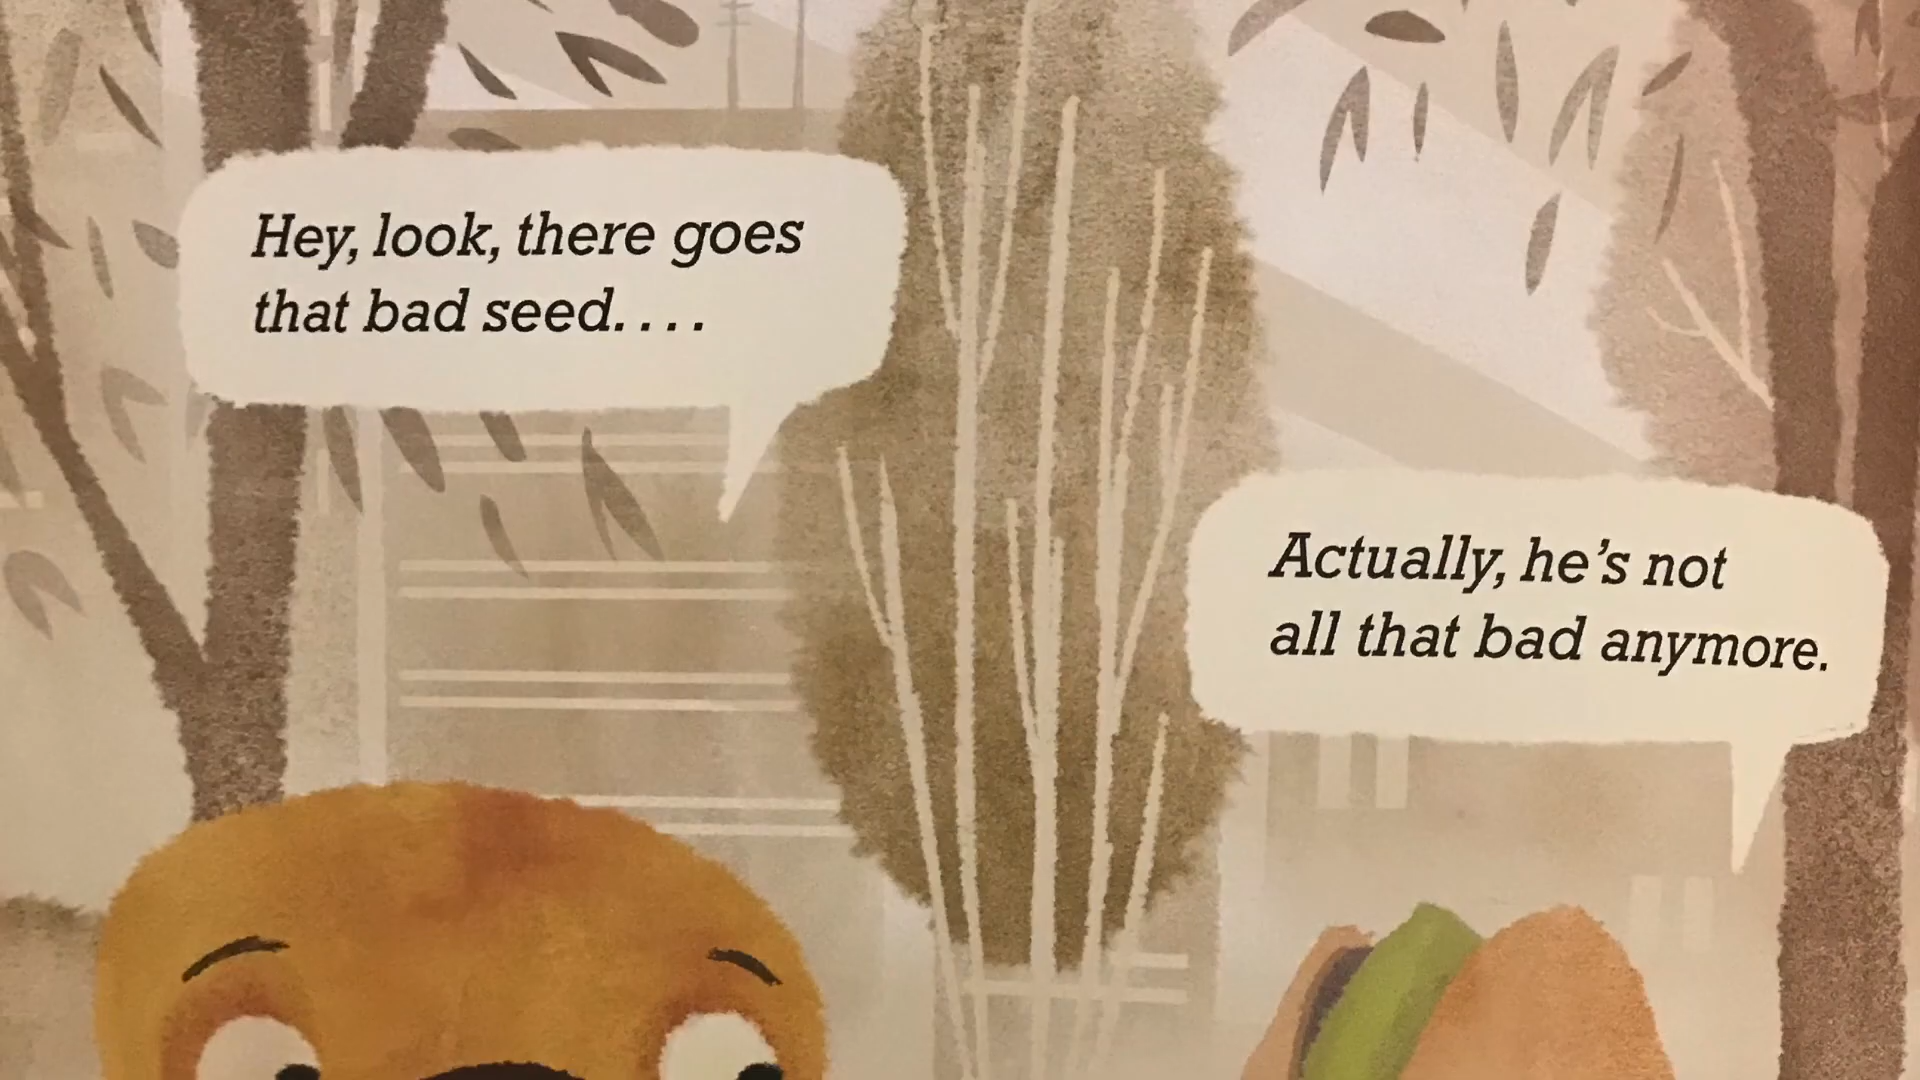 Hey, look, there goes
that bad seed. . . .
Actually, he's not
all that bad anymore.